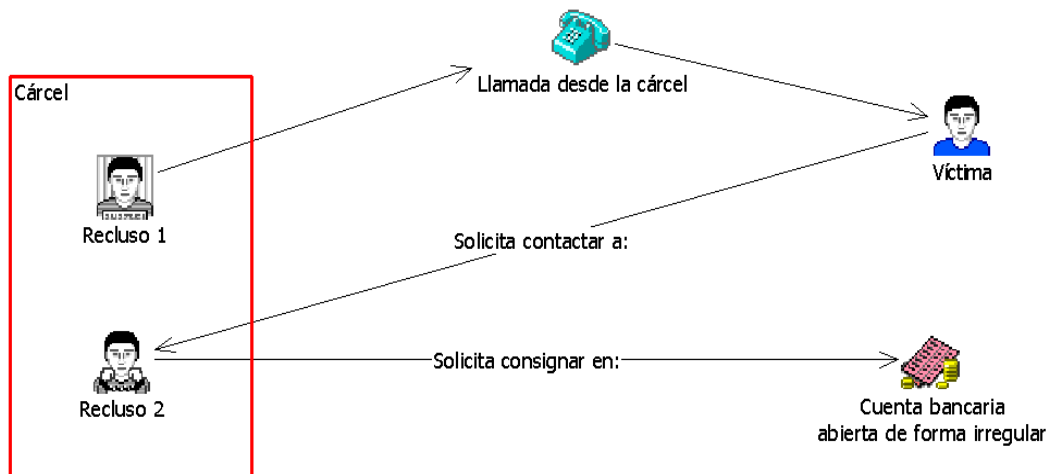 Llamada desde la cárcel
Cárcel
Víctima
Recluso 1
Solicita contactar a:
Solicita consignar en:
Recluso 2
Cuenta bancaria
abierta de forma irregular